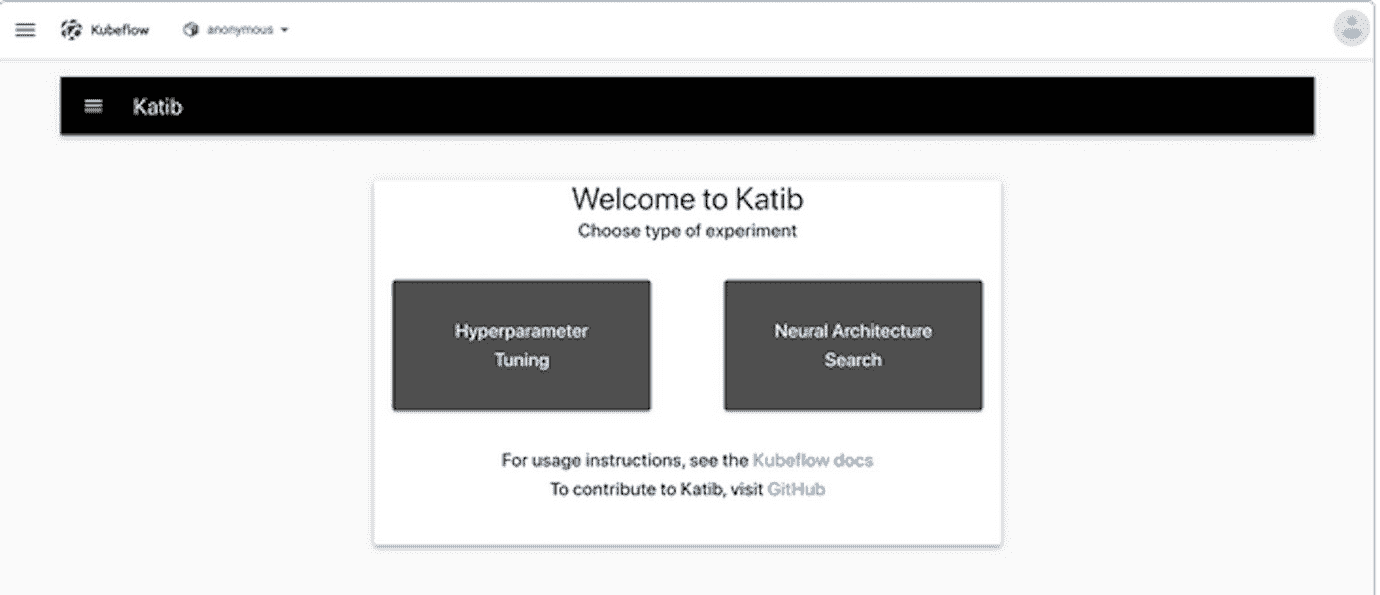 Kubeflow anonymous
Katib
Welcome to Katib
Choose type of experiment
Hyperparameter
Tuning
Neural Architecture
Search
For usage instructions, see the Kubeflow docs
To contribute to Katib, visit GitHub